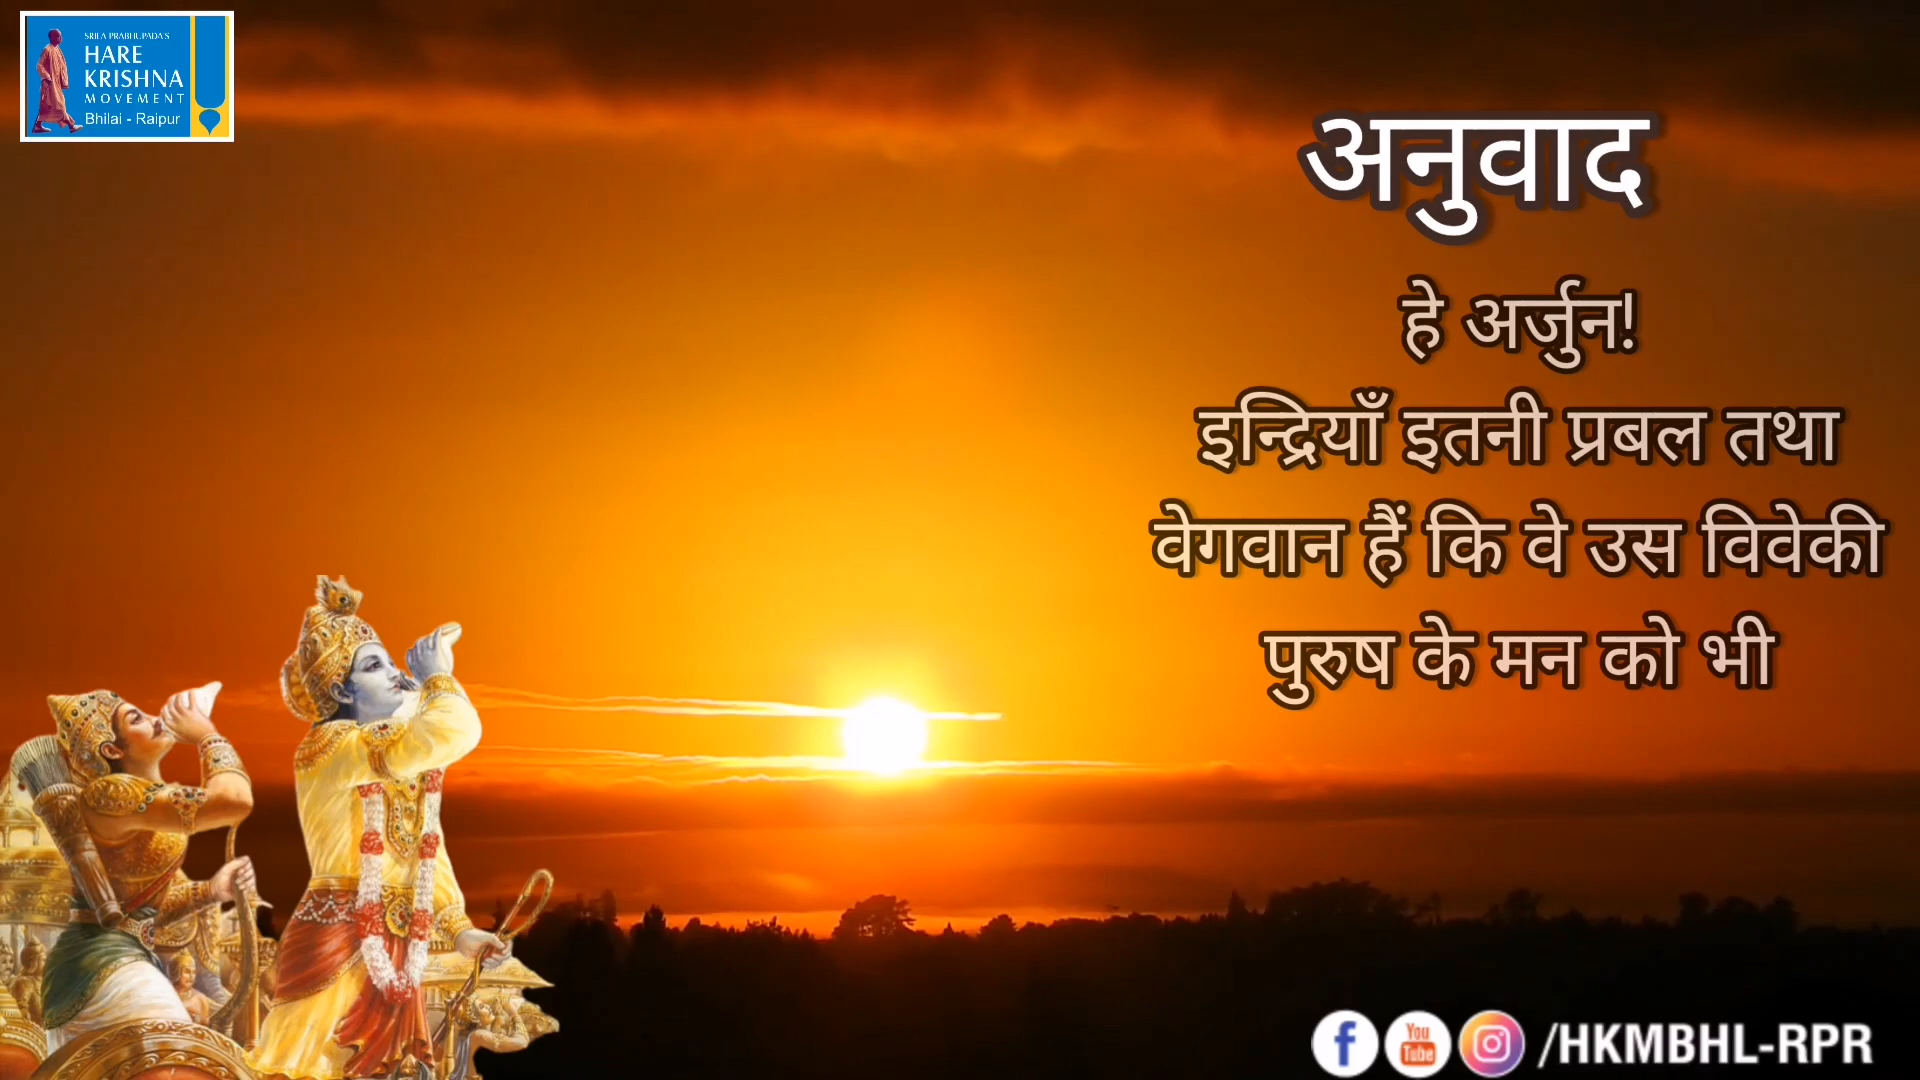 SRILA PRABHUPADA'S
HARE
KRISHNA
MOVEMENT
Bhilai - Raipur
अनुवाद
हे अर्जुन!
इन्द्रियाँ इतनी प्रबल तथा
वेगवान हैं कि वे उस विवेकी
पुरुष के मन को भी
You
Tube
/HKMBHL-RPR